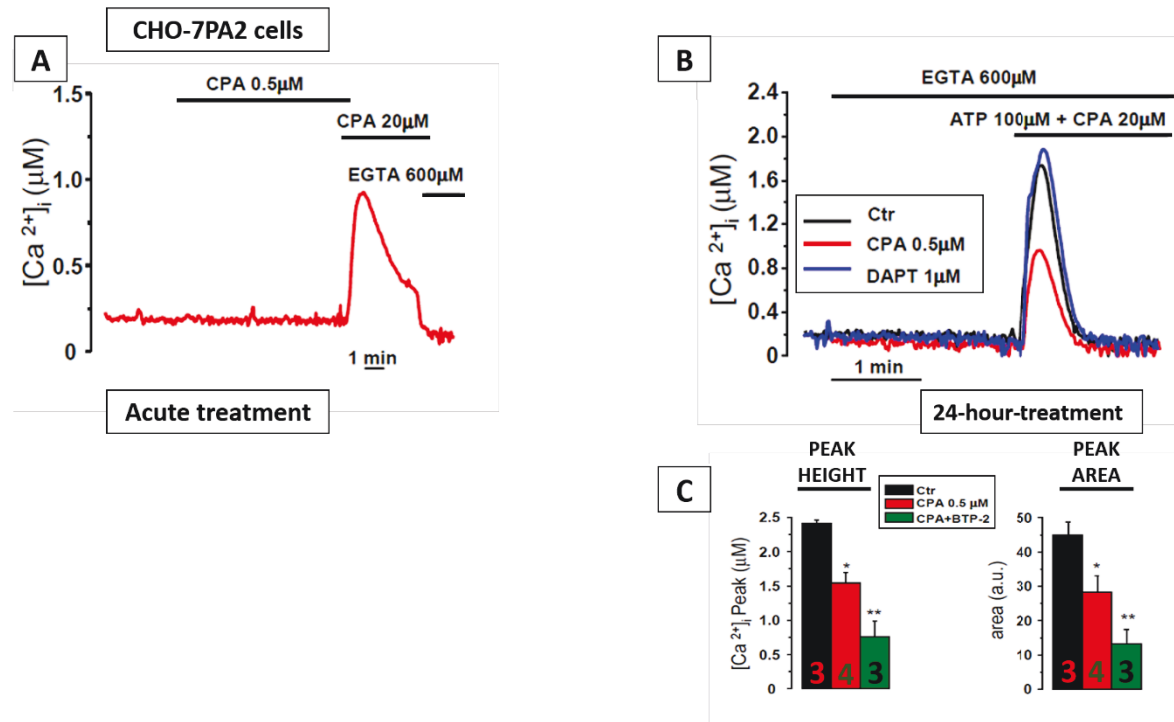 CHO-7PA2 cells
A
CPA 0.5µM
CPA 20µM
EGTA 600µM
[Ca 2+]i (µM)
1.5
1.0
0.5
0
1 min
Acute treatment
B
EGTA 600µM
ATP 100µM + CPA 20µM
[Ca 2+]i (µM)
2.4
2.0
1.6
1.2
0.8
0.4
0
Ctr
CPA 0.5µM
DAPT 1µM
1 min
24-hour-treatment
C
PEAK
HEIGHT
PEAK
AREA
Ctr
CPA 0.5 µM
CPA+BTP-2
[Ca 2+]i Peak (µM)
2.5
2.0
1.5
1.0
0.5
0
*
**
3 4 3
area (a.u.)
50
40
30
20
10
0
*
**
3 4 3